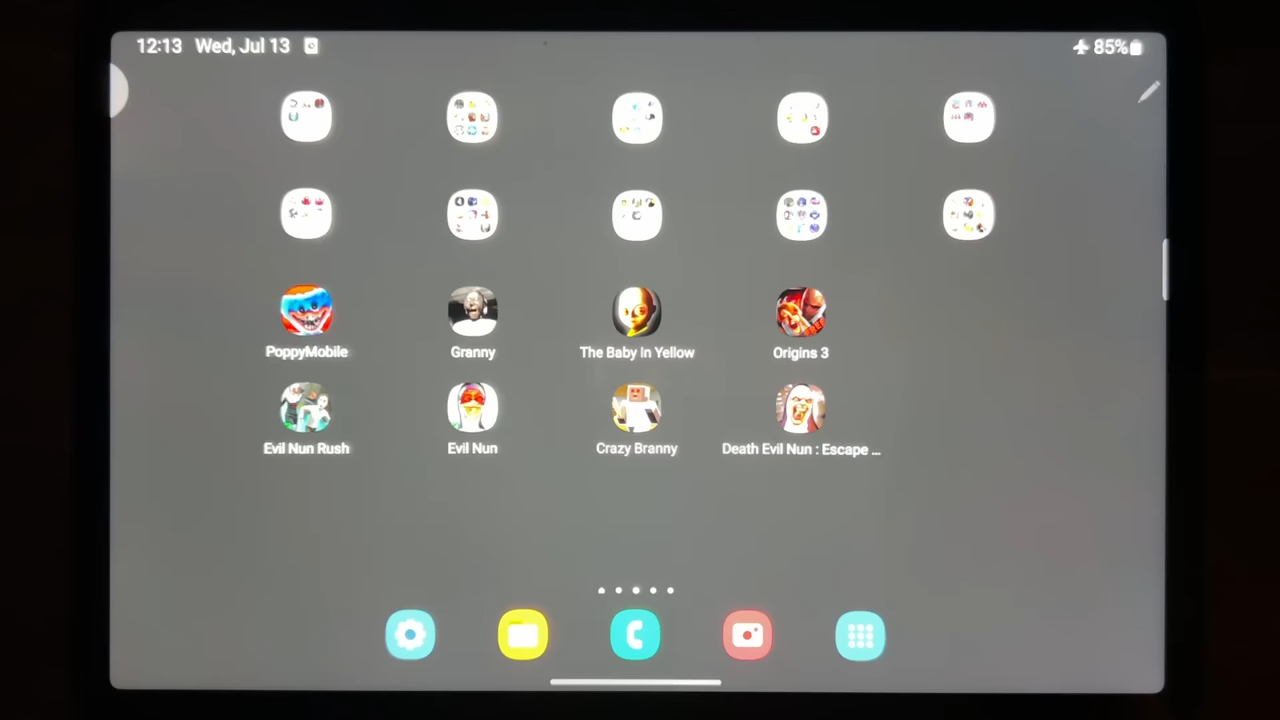 12:13 Wed, Jul 13
85%
PoppyMobile
Granny
The Baby In Yellow
Origins 3
Evil Nun Rush
Evil Nun
Crazy Branny
Death Evil Nun : Escape ...